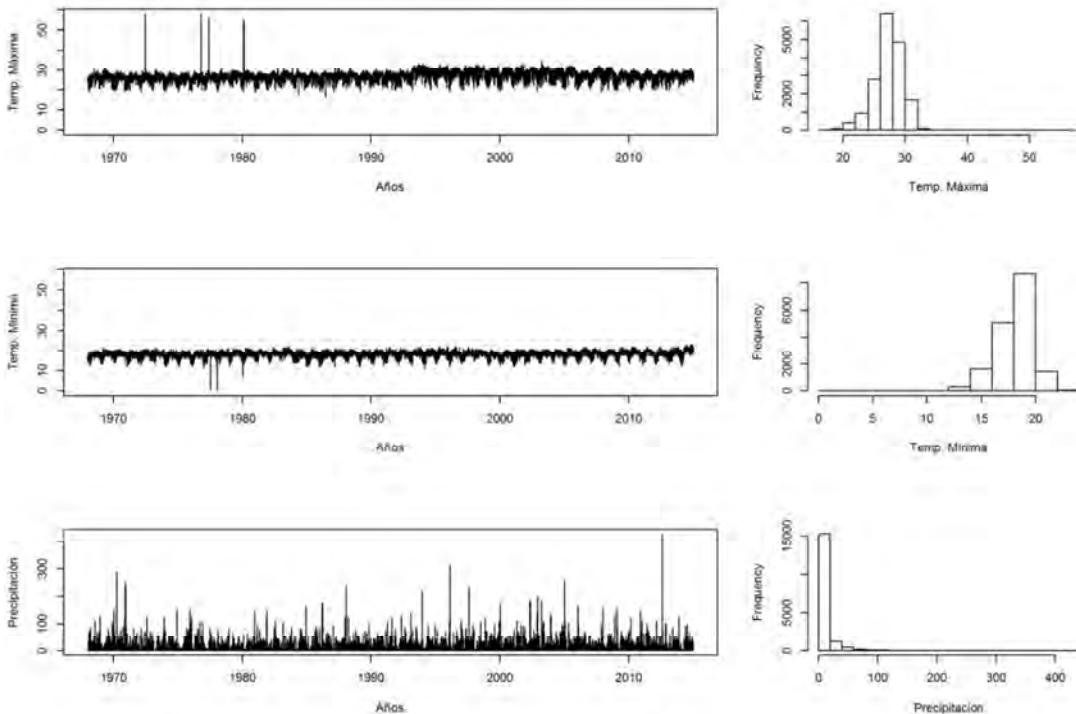 Temp. Máxima
0 10 30 50
1970 1980 1990 2000 2010
Años
Frequency
0 2000 5000
20 30 40 50
Temp. Máxima
Temp. Mínima
0 10 30 50
1970 1980 1990 2000 2010
Años
Frequency
0 2000 6000
0 5 10 15 20
Temp. Mínima
Precipitación
0 100 300
1970 1980 1990 2000 2010
Años
Frequency
0 5000 15000
0 100 200 300 400
Precipitacion